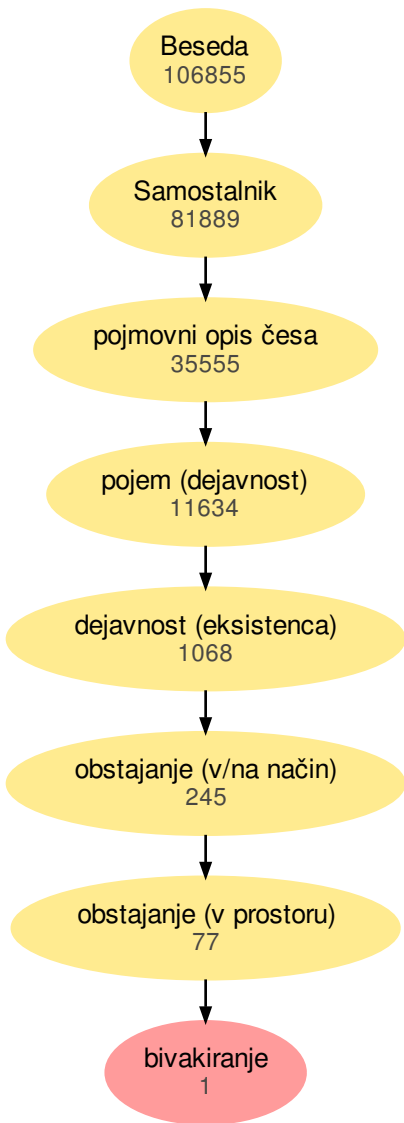 Beseda
106855
Samostalnik
81889
pojmovni opis česa
35555
pojem (dejavnost)
11634
dejavnost (eksistenca)
1068
obstajanje (v/na način)
245
obstajanje (v prostoru)
77
bivakiranje
1